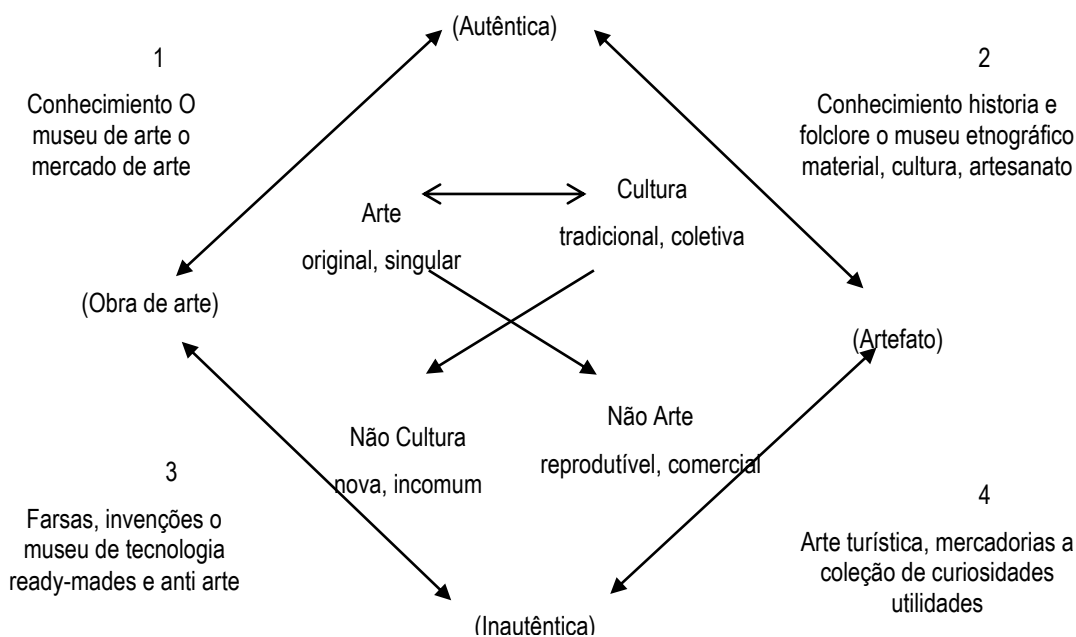 (Autêntica)
1
Conhecimiento O
museu de arte o
mercado de arte
2
Conhecimiento historia e
folclore o museu etnográfico
material, cultura, artesanato
Arte
original, singular
Cultura
tradicional, coletiva
(Obra de arte)
(Artefato)
Não Cultura
nova, incomum
Não Arte
reprodutível, comercial
3
Farsas, invenções o
museu de tecnologia
ready-mades e anti arte
4
Arte turística, mercadorias a
coleção de curiosidades
utilidades
(Inautêntica)